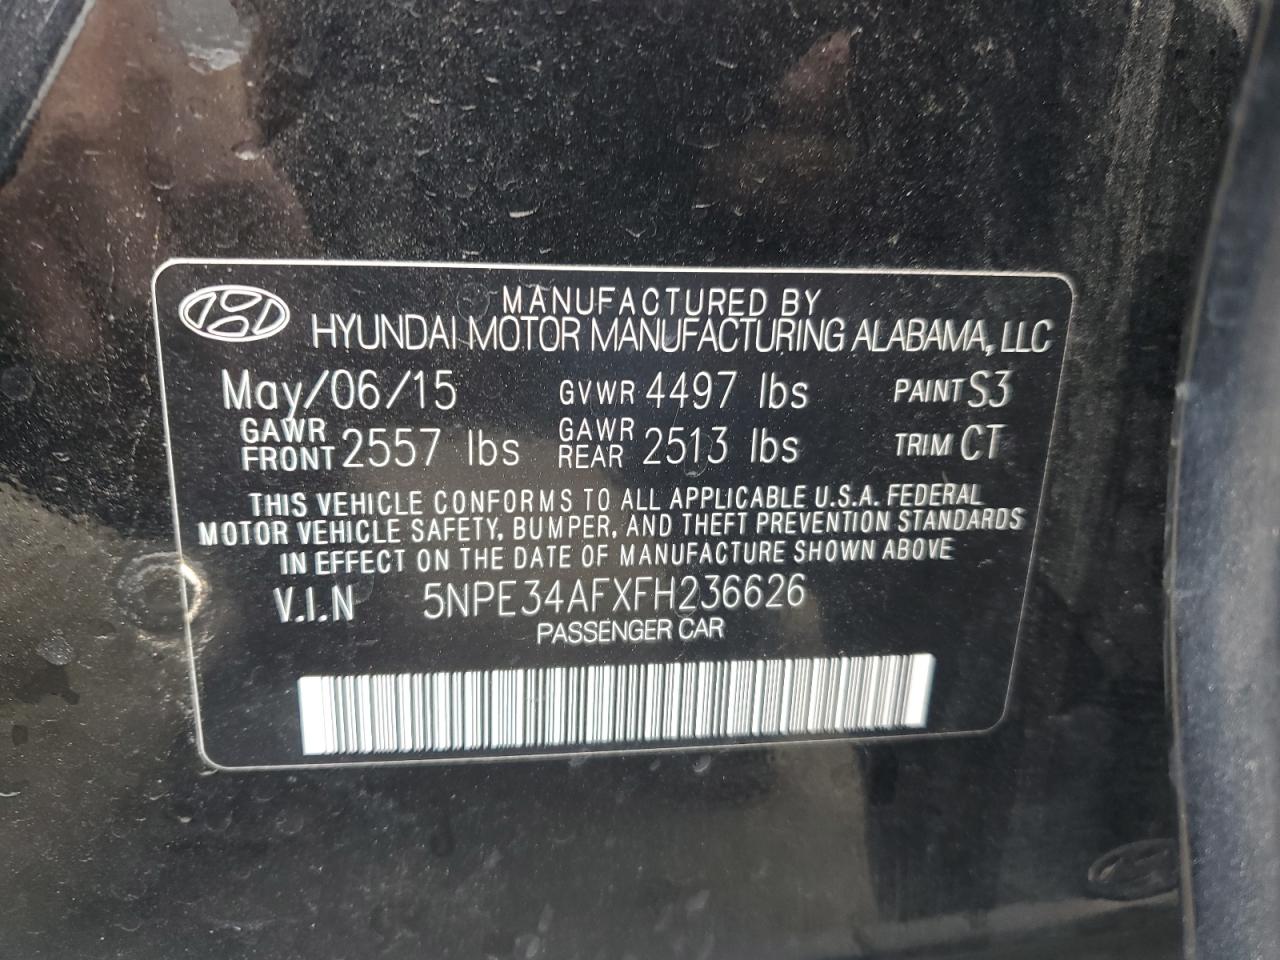 MANUFACTURED BY
HYUNDAI MOTOR MANUFACTURING ALABAMA, LLC
May/06/15 GVWR 4497 lbs PAINT S3
GAWR FRONT 2557 lbs GAWR REAR 2513 lbs TRIM CT
THIS VEHICLE CONFORMS TO ALL APPLICABLE U.S.A. FEDERAL
MOTOR VEHICLE SAFETY, BUMPER, AND THEFT PREVENTION STANDARDS
IN EFFECT ON THE DATE OF MANUFACTURE SHOWN ABOVE
V.I.N 5NPE34AFXFH236626
PASSENGER CAR